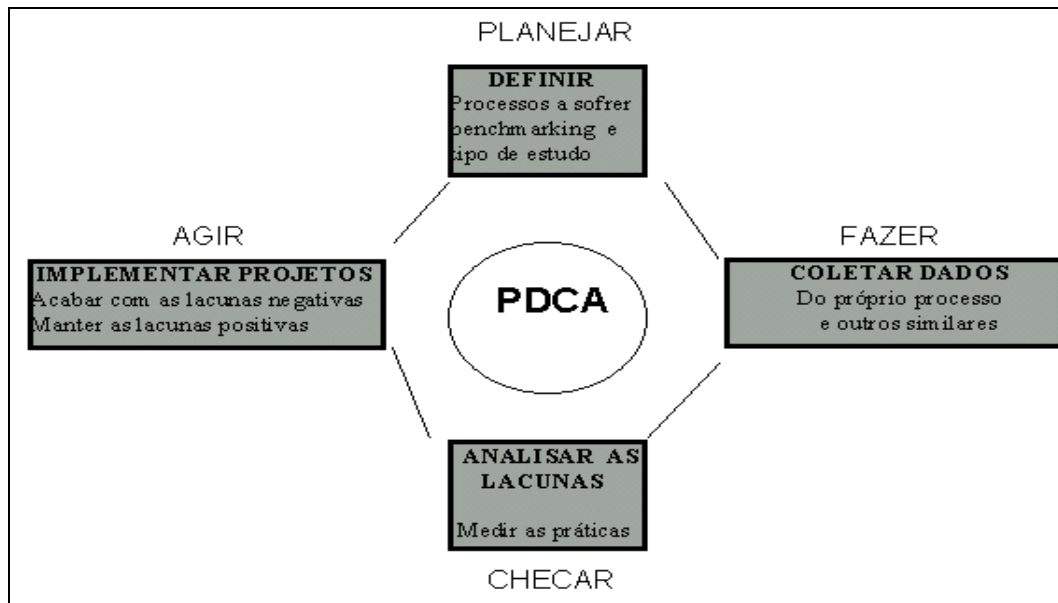 PLANEJAR
DEFINIR
Processos a sofrer
benchmarking e
tipo de estudo
AGIR
FAZER
IMPLEMENTAR PROJETOS
Acabar com as lacunas negativas
Manter as lacunas positivas
PDCA
COLETAR DADOS
Do próprio processo
e outros similares
ANALISAR AS
LACUNAS
Medir as práticas
CHECAR